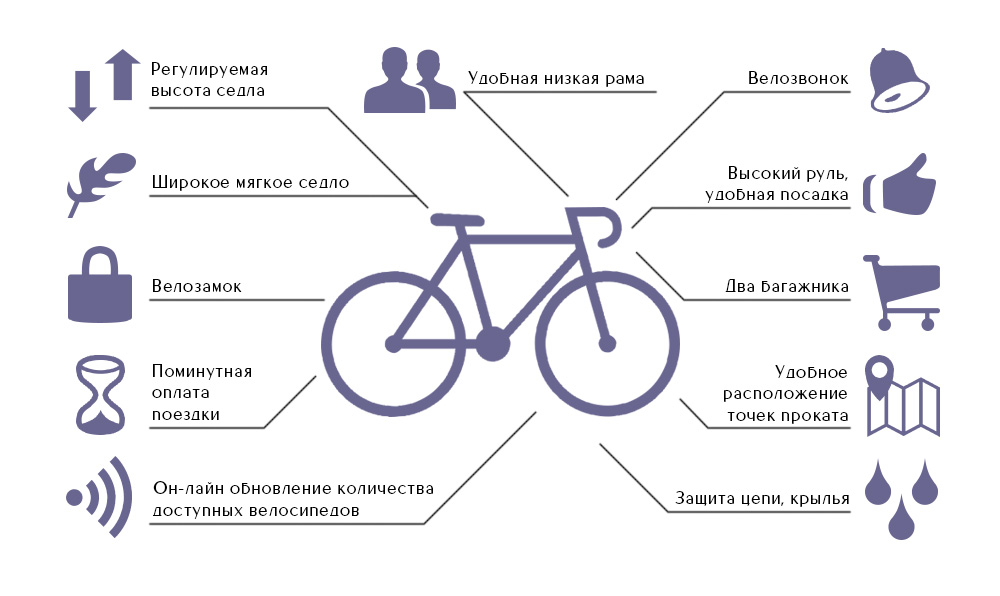 Регулируемая
высота седла
Удобная низкая рама
Велозвонок
Широкое мягкое седло
Высокий руль,
удобная посадка
Велозамок
Два багажника
Поминутная
оплата
поездки
Удобное
расположение
точек проката
Он-лайн обновление количества
доступных велосипедов
Защита цепи, крылья